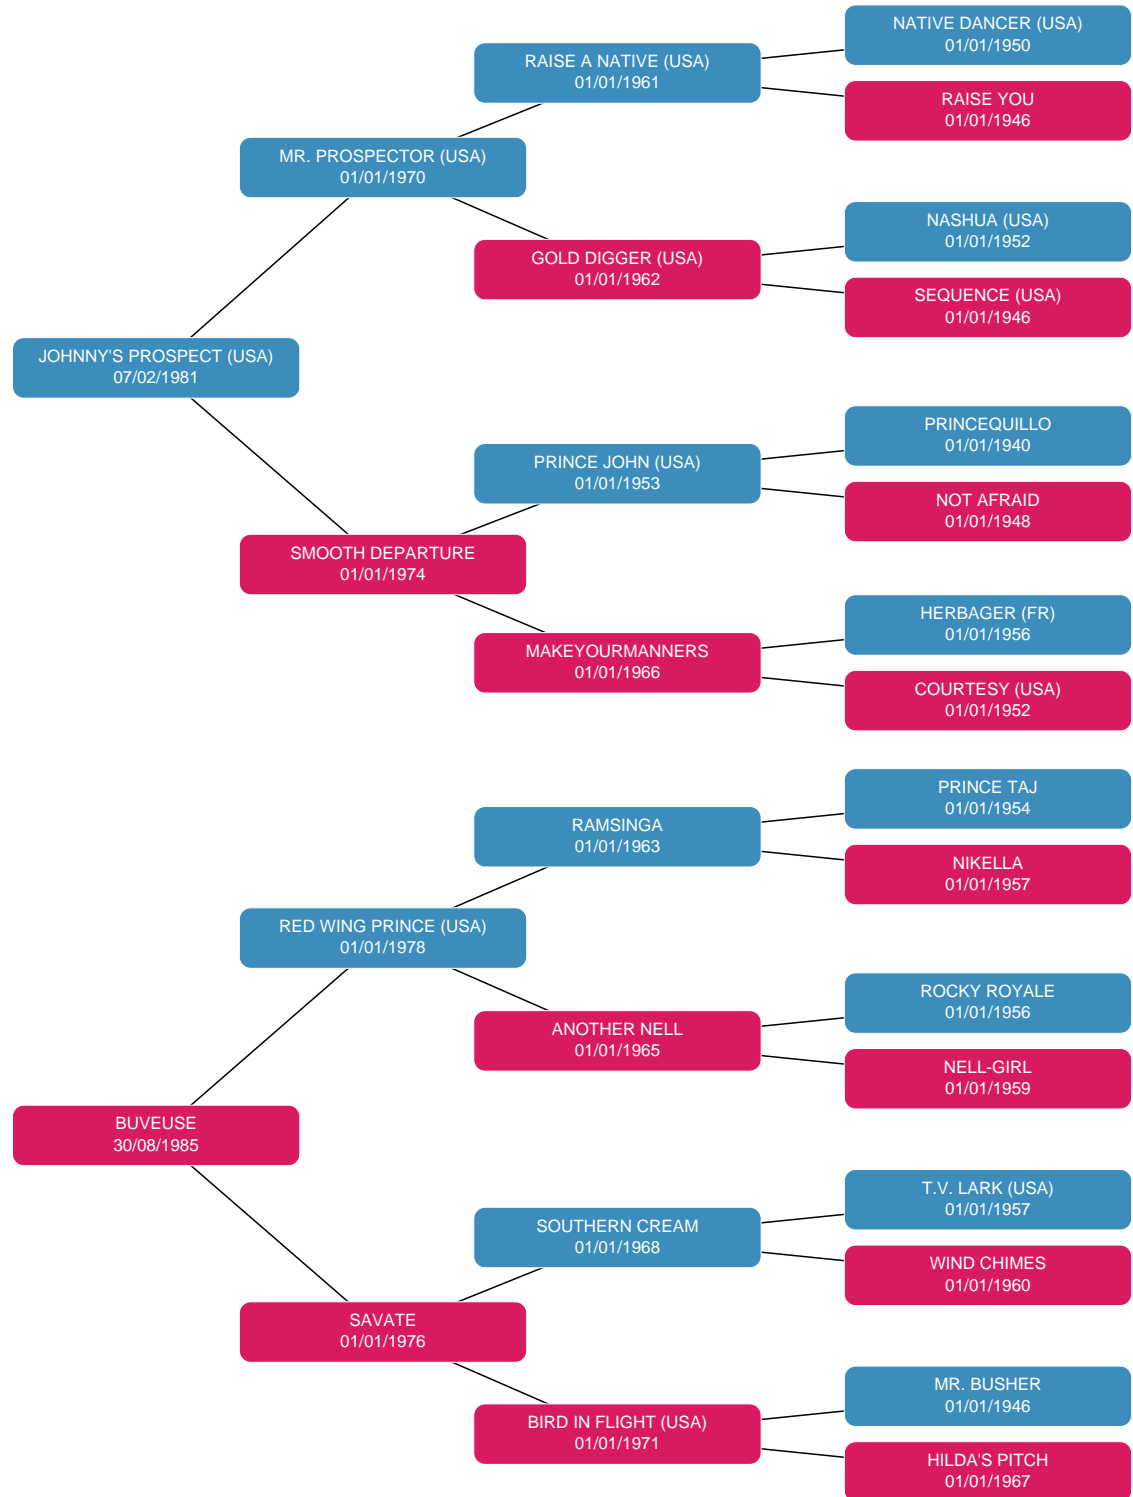 NATIVE DANCER (USA)
01/01/1950
RAISE A NATIVE (USA)
01/01/1961
RAISE YOU
01/01/1946
MR. PROSPECTOR (USA)
01/01/1970
NASHUA (USA)
01/01/1952
GOLD DIGGER (USA)
01/01/1962
SEQUENCE (USA)
01/01/1946
JOHNNY'S PROSPECT (USA)
07/02/1981
PRINCEQUILLO
01/01/1940
PRINCE JOHN (USA)
01/01/1953
NOT AFRAID
01/01/1948
SMOOTH DEPARTURE
01/01/1974
HERBAGER (FR)
01/01/1956
MAKEYOURMANNERS
01/01/1966
COURTESY (USA)
01/01/1952
PRINCE TAJ
01/01/1954
RAMSINGA
01/01/1963
NIKELLA
01/01/1957
RED WING PRINCE (USA)
01/01/1978
ROCKY ROYALE
01/01/1956
ANOTHER NELL
01/01/1965
NELL-GIRL
01/01/1959
BUVEUSE
30/08/1985
T.V. LARK (USA)
01/01/1957
SOUTHERN CREAM
01/01/1968
WIND CHIMES
01/01/1960
SAVATE
01/01/1976
MR. BUSHER
01/01/1946
BIRD IN FLIGHT (USA)
01/01/1971
HILDA'S PITCH
01/01/1967